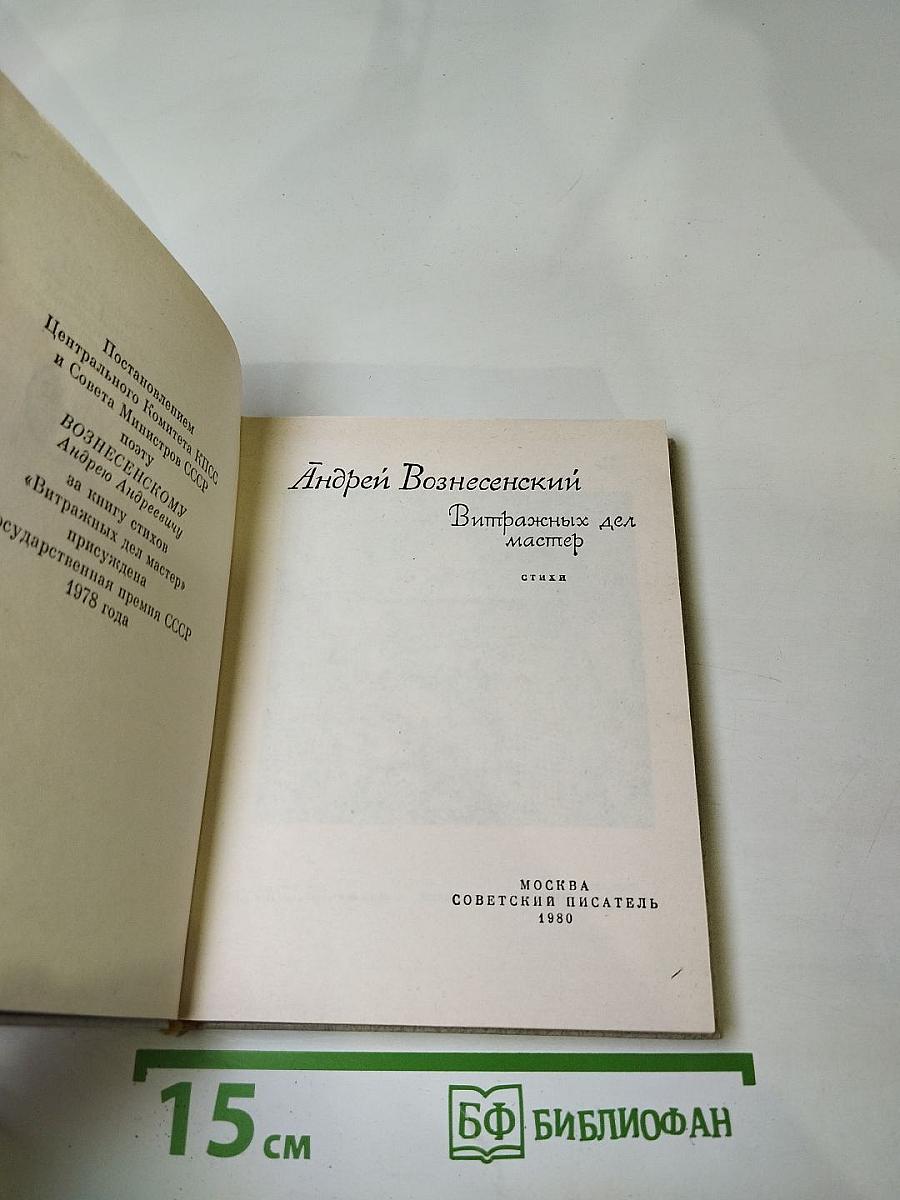 Постановлением
Центрального Комитета КПСС
и Совета Министров СССР
поэту
ВОЗНЕСЕНСКОМУ
Андрею Андреевичу
за книгу стихов
«Витражных дел мастер»
присуждена
осударственная премия СССР
1978 года
Андрей Вознесенский
Витражных дел
мастер
стихи
МОСКВА
СОВЕТСКИЙ ПИСАТЕЛЬ
1980
15 см
БФ БИБЛИОФАН